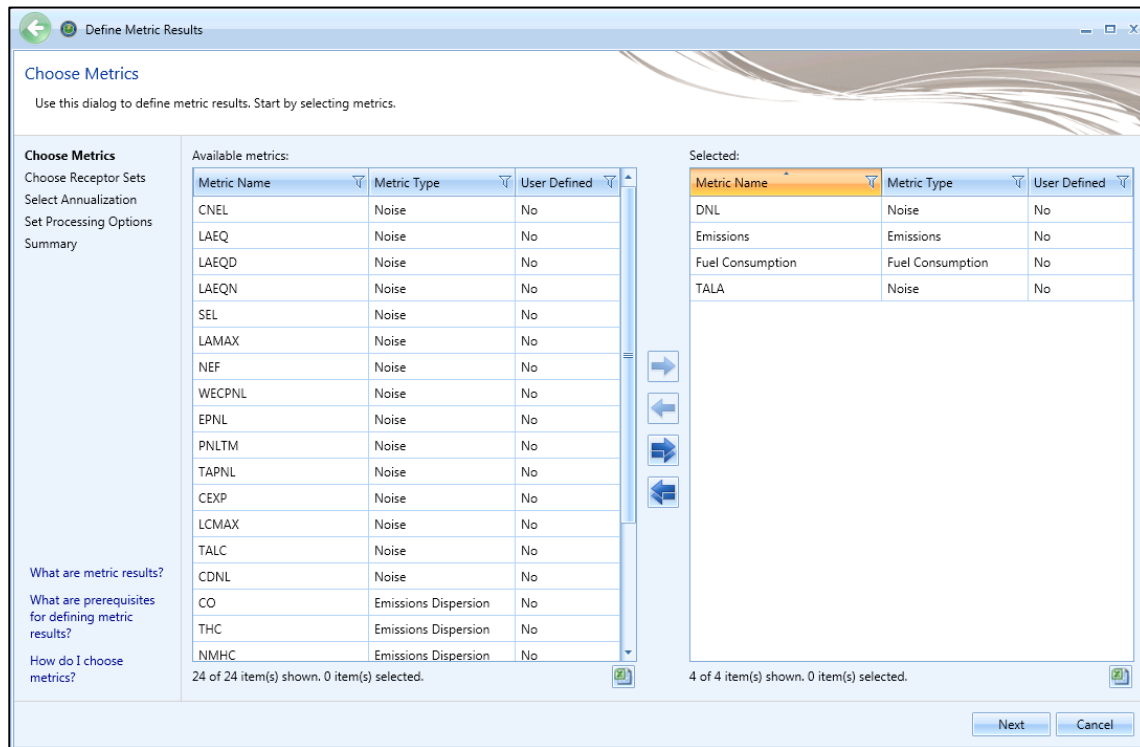 Define Metric Results
Choose Metrics
Use this dialog to define metric results. Start by selecting metrics.
Choose Metrics
Choose Receptor Sets
Select Annualization
Set Processing Options
Summary
What are metric results?
What are prerequisites
for defining metric
results?
How do I choose
metrics?
Available metrics:
Metric Name Metric Type User Defined
CNEL Noise No
LAEQ Noise No
LAEQD Noise No
LAEQN Noise No
SEL Noise No
LAMAX Noise No
NEF Noise No
WECPNL Noise No
EPNL Noise No
PNLTM Noise No
TAPNL Noise No
CEXP Noise No
LCMAX Noise No
TALC Noise No
CDNL Noise No
CO Emissions Dispersion No
THC Emissions Dispersion No
NMHC Emissions Dispersion No
24 of 24 item(s) shown. 0 item(s) selected.
Selected:
Metric Name Metric Type User Defined
DNL Noise No
Emissions Emissions No
Fuel Consumption Fuel Consumption No
TALA Noise No
4 of 4 item(s) shown. 0 item(s) selected.
Next Cancel